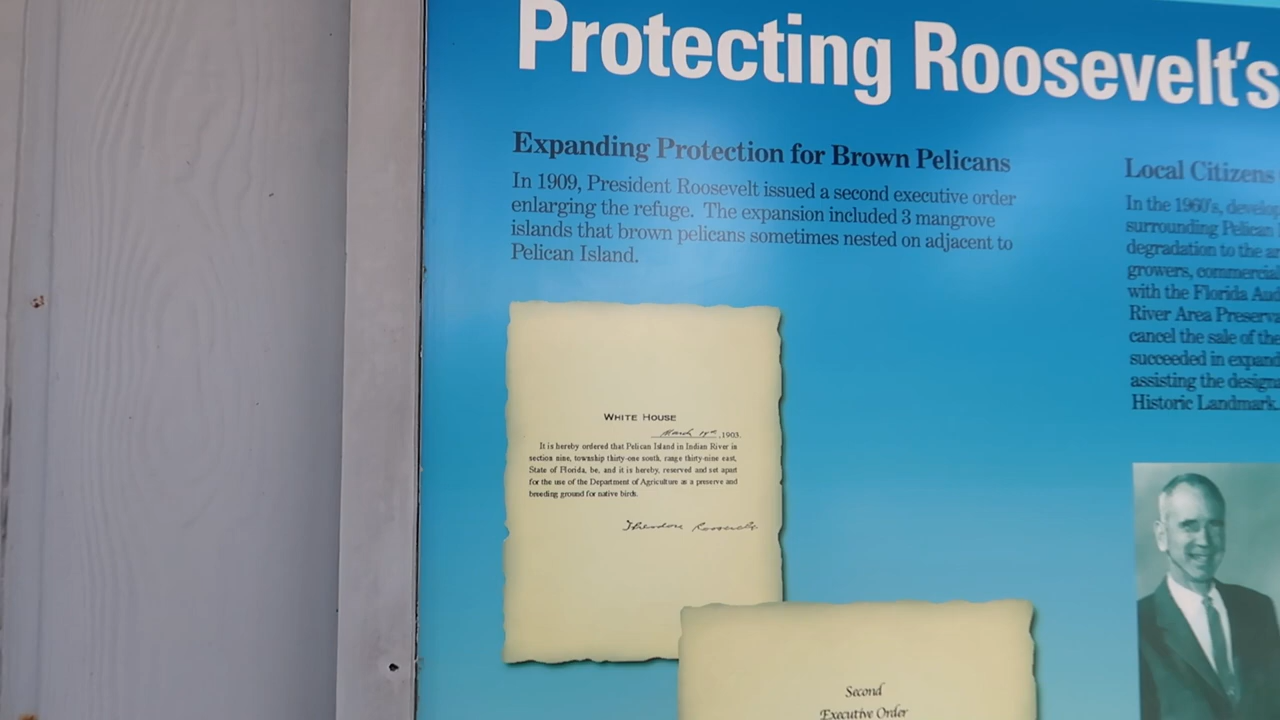 Protecting Roosevelt's
Expanding Protection for Brown Pelicans
In 1909, President Roosevelt issued a second executive order
enlarging the refuge. The expansion included 3 mangrove
islands that brown pelicans sometimes nested on adjacent to
Pelican Island.
WHITE HOUSE
March 14th, 1903.
It is hereby ordered that Pelican Island in Indian River in
section nine, township thirty-one south, range thirty-nine east,
State of Florida, be, and it is hereby, reserved and set apart
for the use of the Department of Agriculture as a preserve and
breeding ground for native birds.
Theodore Roosevelt.
Second
Executive Order
Local Citizens
In the 1960's,
surrounding Pelican
degradation to the
growers,
with the Florida
River Area
cancel the sale of the
succeeded in
assisting the
Historic Landmark.